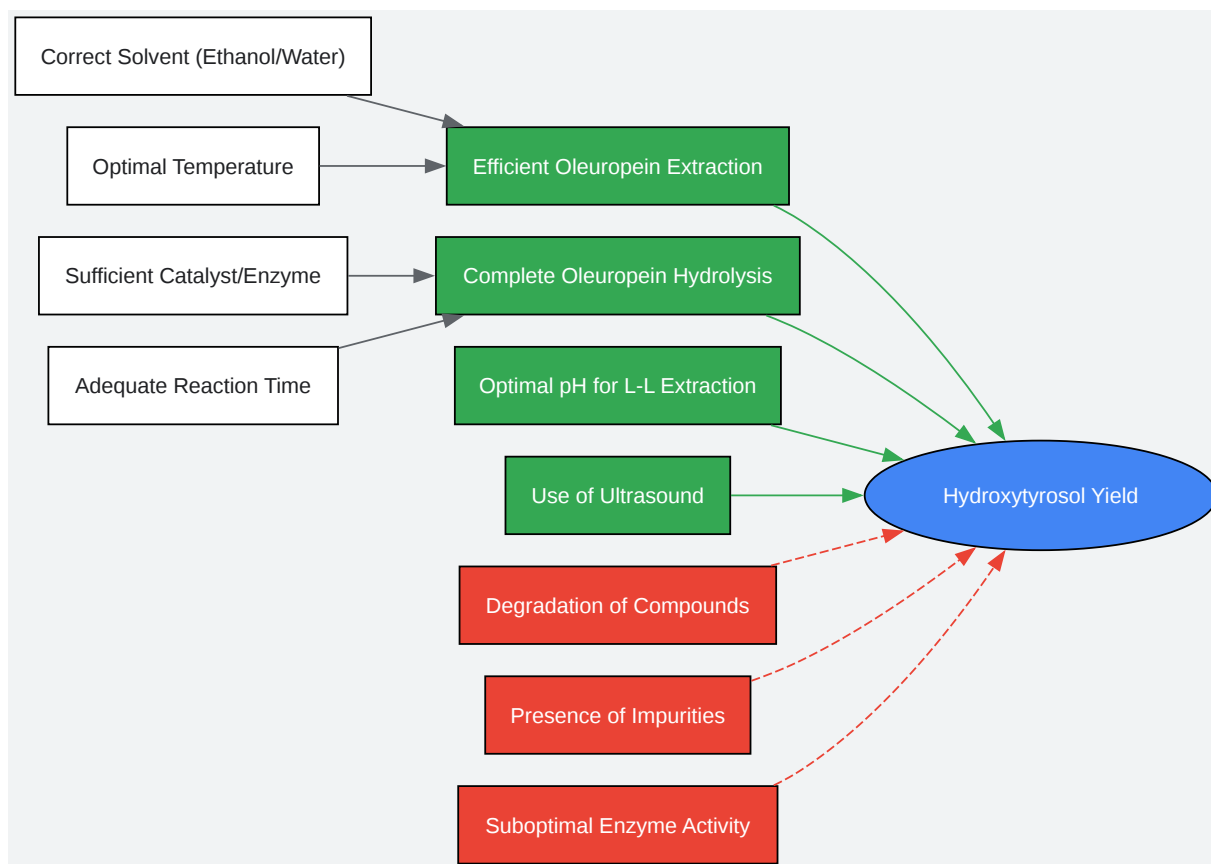 Correct Solvent (Ethanol/Water)
Optimal Temperature
Efficient Oleuropein Extraction
Sufficient Catalyst/Enzyme
Complete Oleuropein Hydrolysis
Adequate Reaction Time
Optimal pH for L-L Extraction
Use of Ultrasound
Hydroxytyrosol Yield
Degradation of Compounds
Presence of Impurities
Suboptimal Enzyme Activity